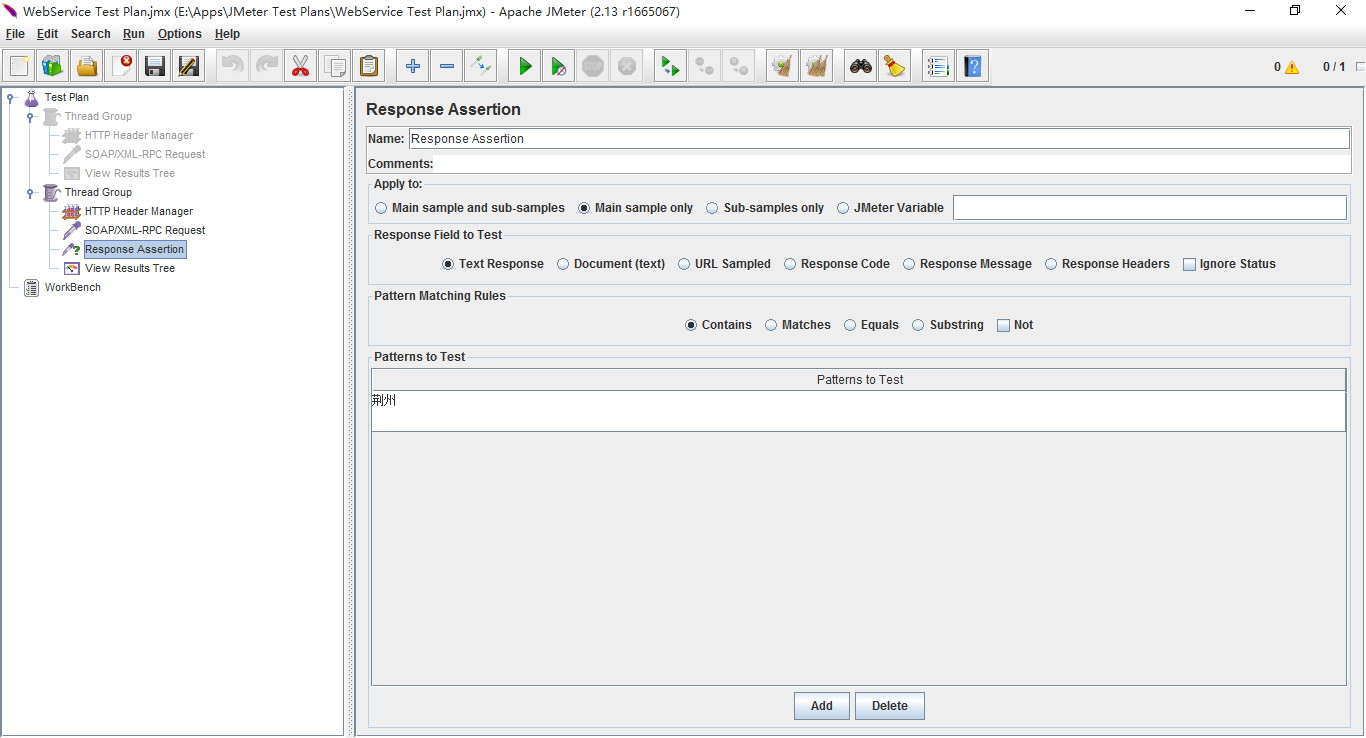 WebService Test Plan.jmx (E:\Apps\JMeter Test Plans\WebService Test Plan.jmx) - Apache JMeter (2.13 r1665067)
File Edit Search Run Options Help
STOP
0 0 / 1
Test Plan
Thread Group
HTTP Header Manager
SOAP/XML-RPC Request
View Results Tree
Thread Group
HTTP Header Manager
SOAP/XML-RPC Request
Response Assertion
View Results Tree
WorkBench
Response Assertion
Name: Response Assertion
Comments:
Apply to:
Main sample and sub-samples Main sample only Sub-samples only JMeter Variable
Response Field to Test
Text Response Document (text) URL Sampled Response Code Response Message Response Headers Ignore Status
Pattern Matching Rules
Contains Matches Equals Substring Not
Patterns to Test
Patterns to Test
荆州
Add Delete